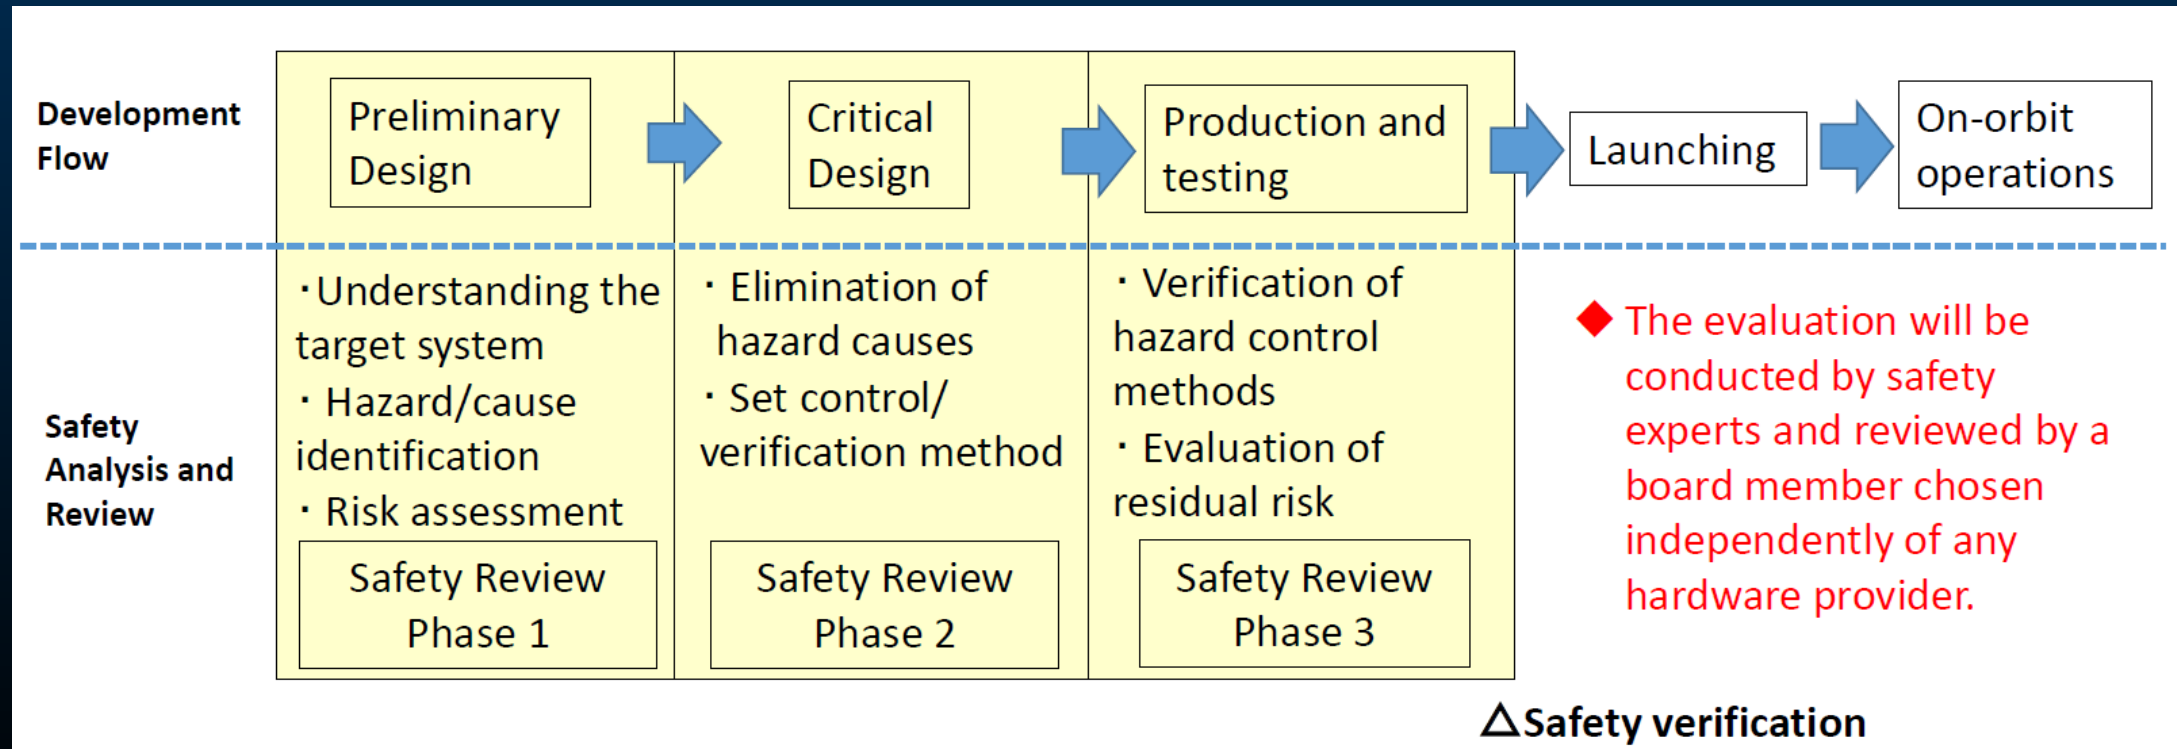 Development
Flow
Preliminary
Design
Critical
Design
Production and
testing
Launching
On-orbit
operations
Safety
Analysis and
Review
・Understanding the
target system
・Hazard/cause
identification
・Risk assessment
Safety Review
Phase 1
・Elimination of
hazard causes
・Set control/
verification method
Safety Review
Phase 2
・Verification of
hazard control
methods
・Evaluation of
residual risk
Safety Review
Phase 3
◆ The evaluation will be
conducted by safety
experts and reviewed by a
board member chosen
independently of any
hardware provider.
△Safety verification